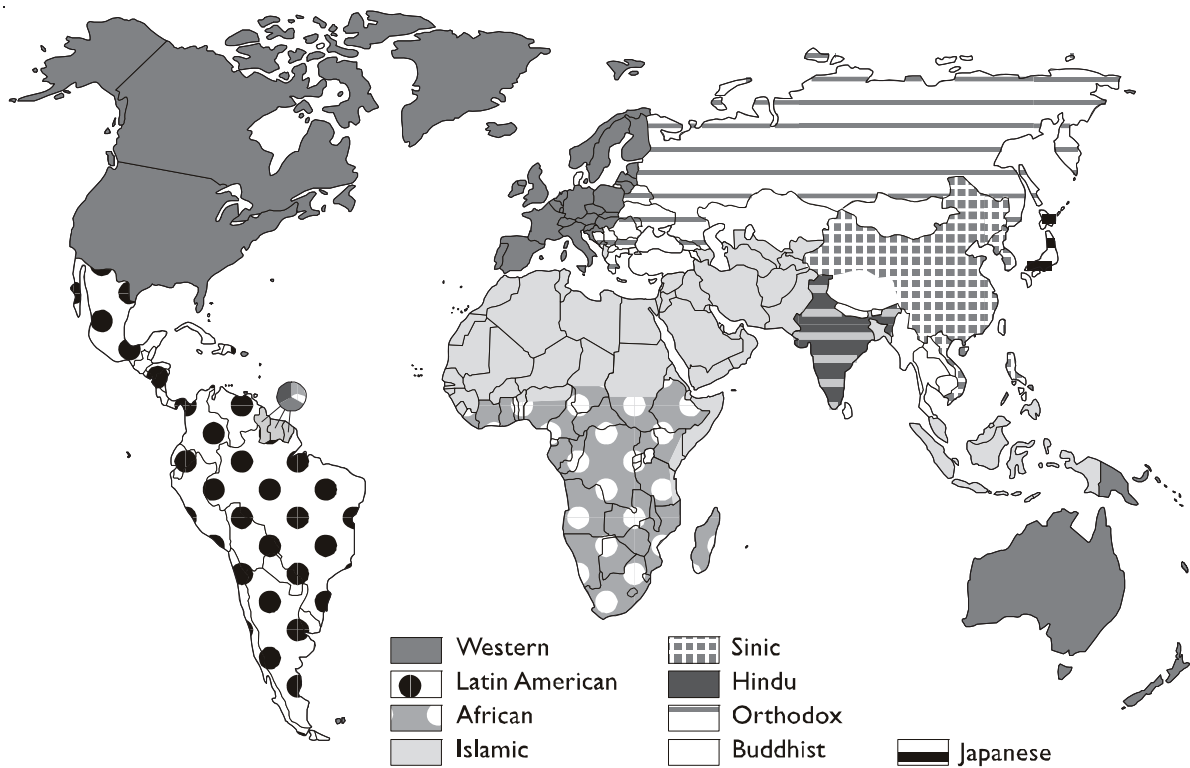 Western
Latin American
African
Islamic
Sinic
Hindu
Orthodox
Buddhist
Japanese